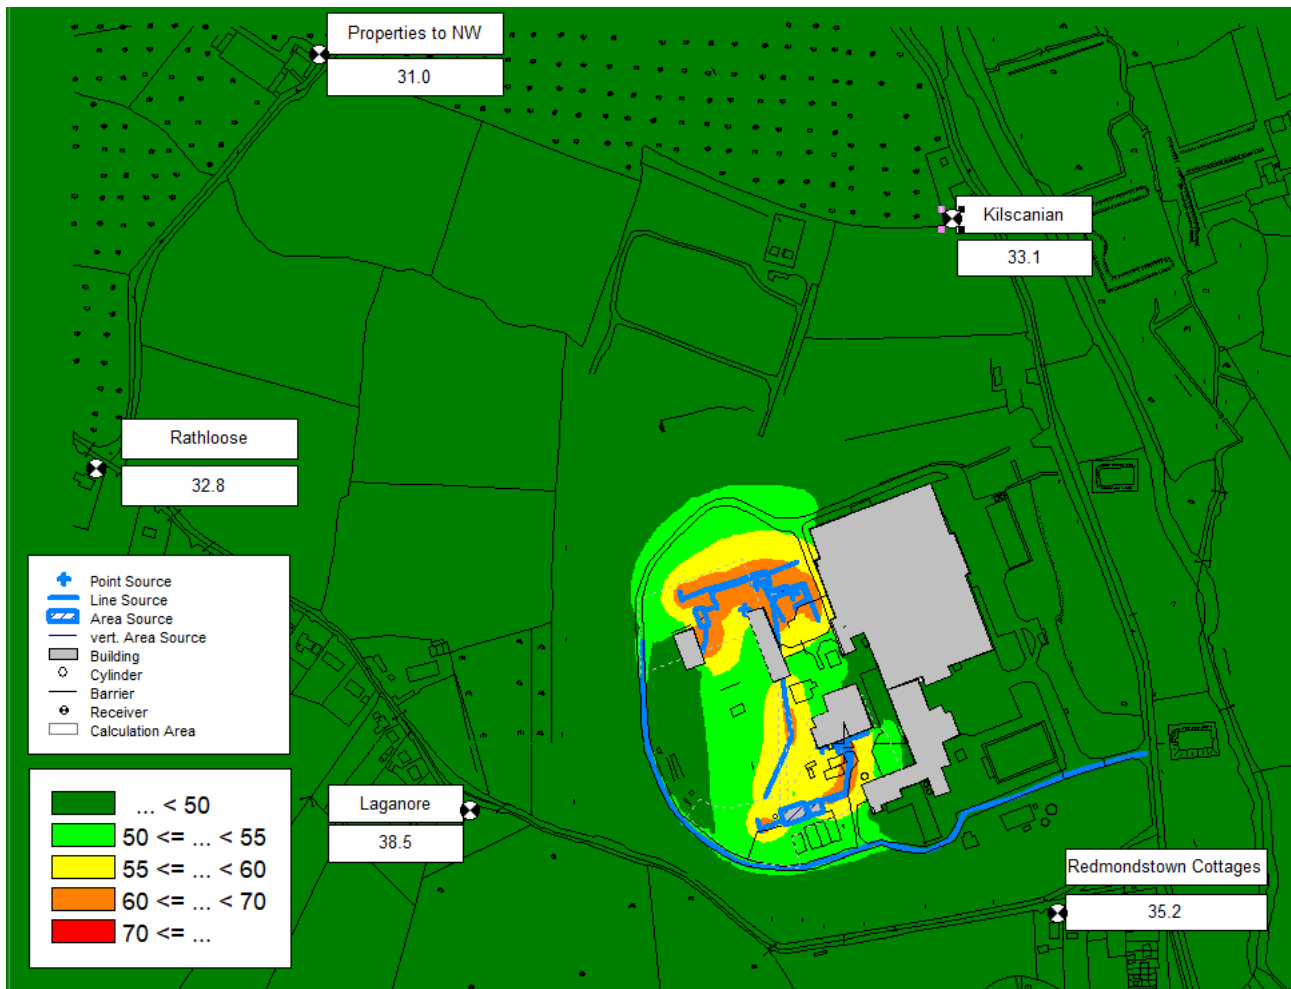 Properties to NW
31.0
Kilscanian
33.1
Rathloose
32.8
Point Source
Line Source
Area Source
vert. Area Source
Building
Cylinder
Barrier
Receiver
Calculation Area
... < 50
50 <= ... < 55
55 <= ... < 60
60 <= ... < 70
70 <= ...
Laganore
38.5
Redmondstown Cottages
35.2